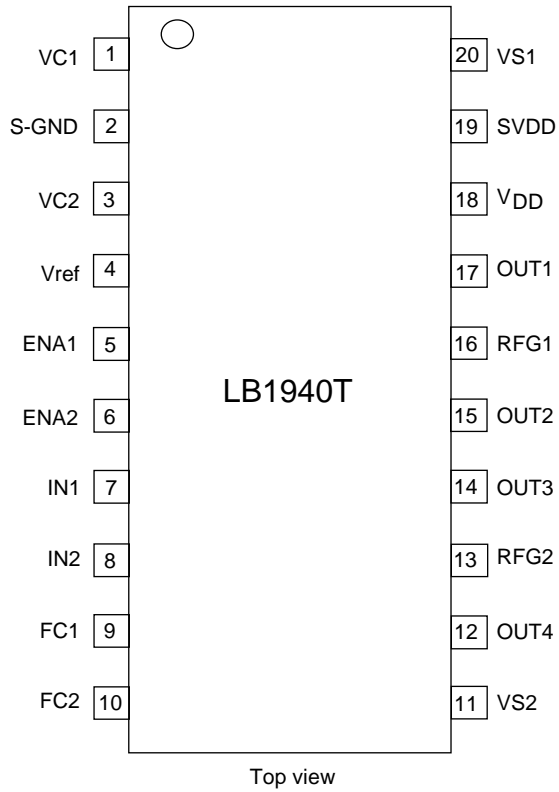 VC1 1 20 VS1
S-GND 2 19 SVDD
VC2 3 18 VDD
Vref 4 17 OUT1
ENA1 5 16 RFG1
LB1940T
ENA2 6 15 OUT2
IN1 7 14 OUT3
IN2 8 13 RFG2
FC1 9 12 OUT4
FC2 10 11 VS2
Top view